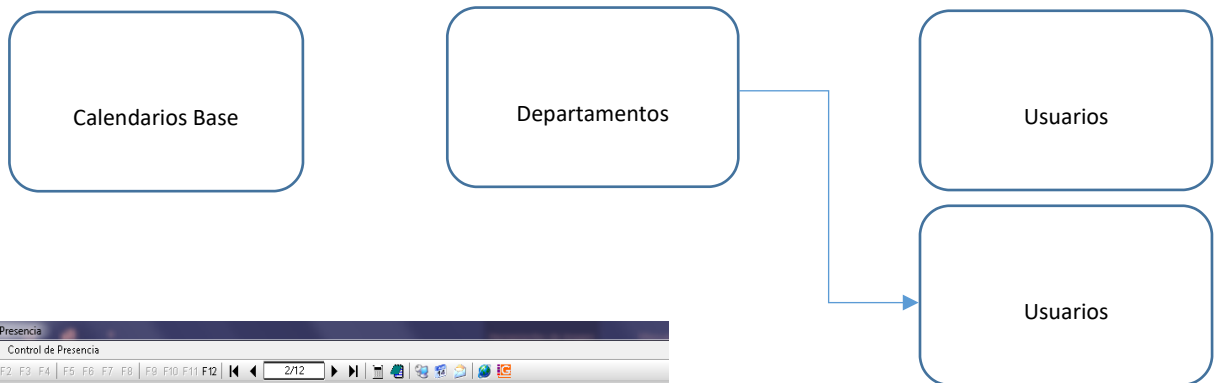 Calendarios Base
Departamentos
Usuarios
Usuarios
Presencia
Control de Presencia
F2 F3 F4 F5 F6 F7 F8 F9 F10 F11 F12 2/12